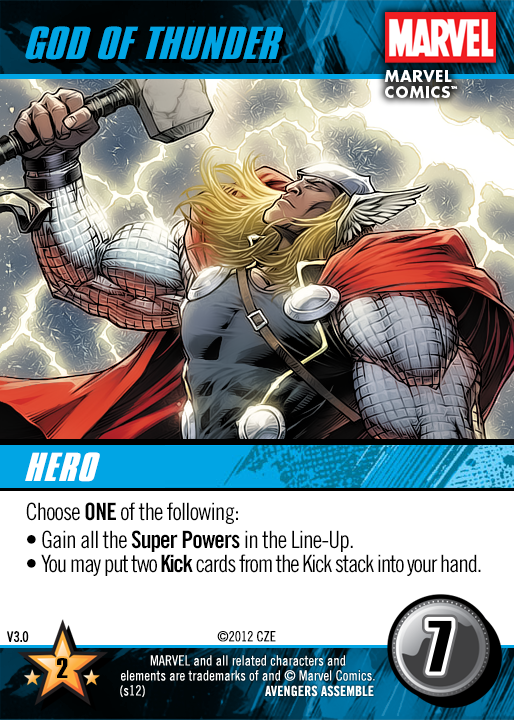 GOD OF THUNDER
MARVEL
MARVEL
COMICS™
HERO
Choose ONE of the following:
• Gain all the Super Powers in the Line-Up.
• You may put two Kick cards from the Kick stack into your hand.
V3.0
©2012 CZE
2
MARVEL and all related characters and
elements are trademarks of and © Marvel Comics.
(s12)
AVENGERS ASSEMBLE
7